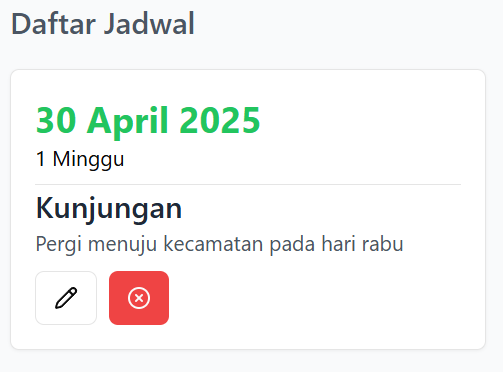 Daftar Jadwal
30 April 2025
1 Minggu
Kunjungan
Pergi menuju kecamatan pada hari rabu